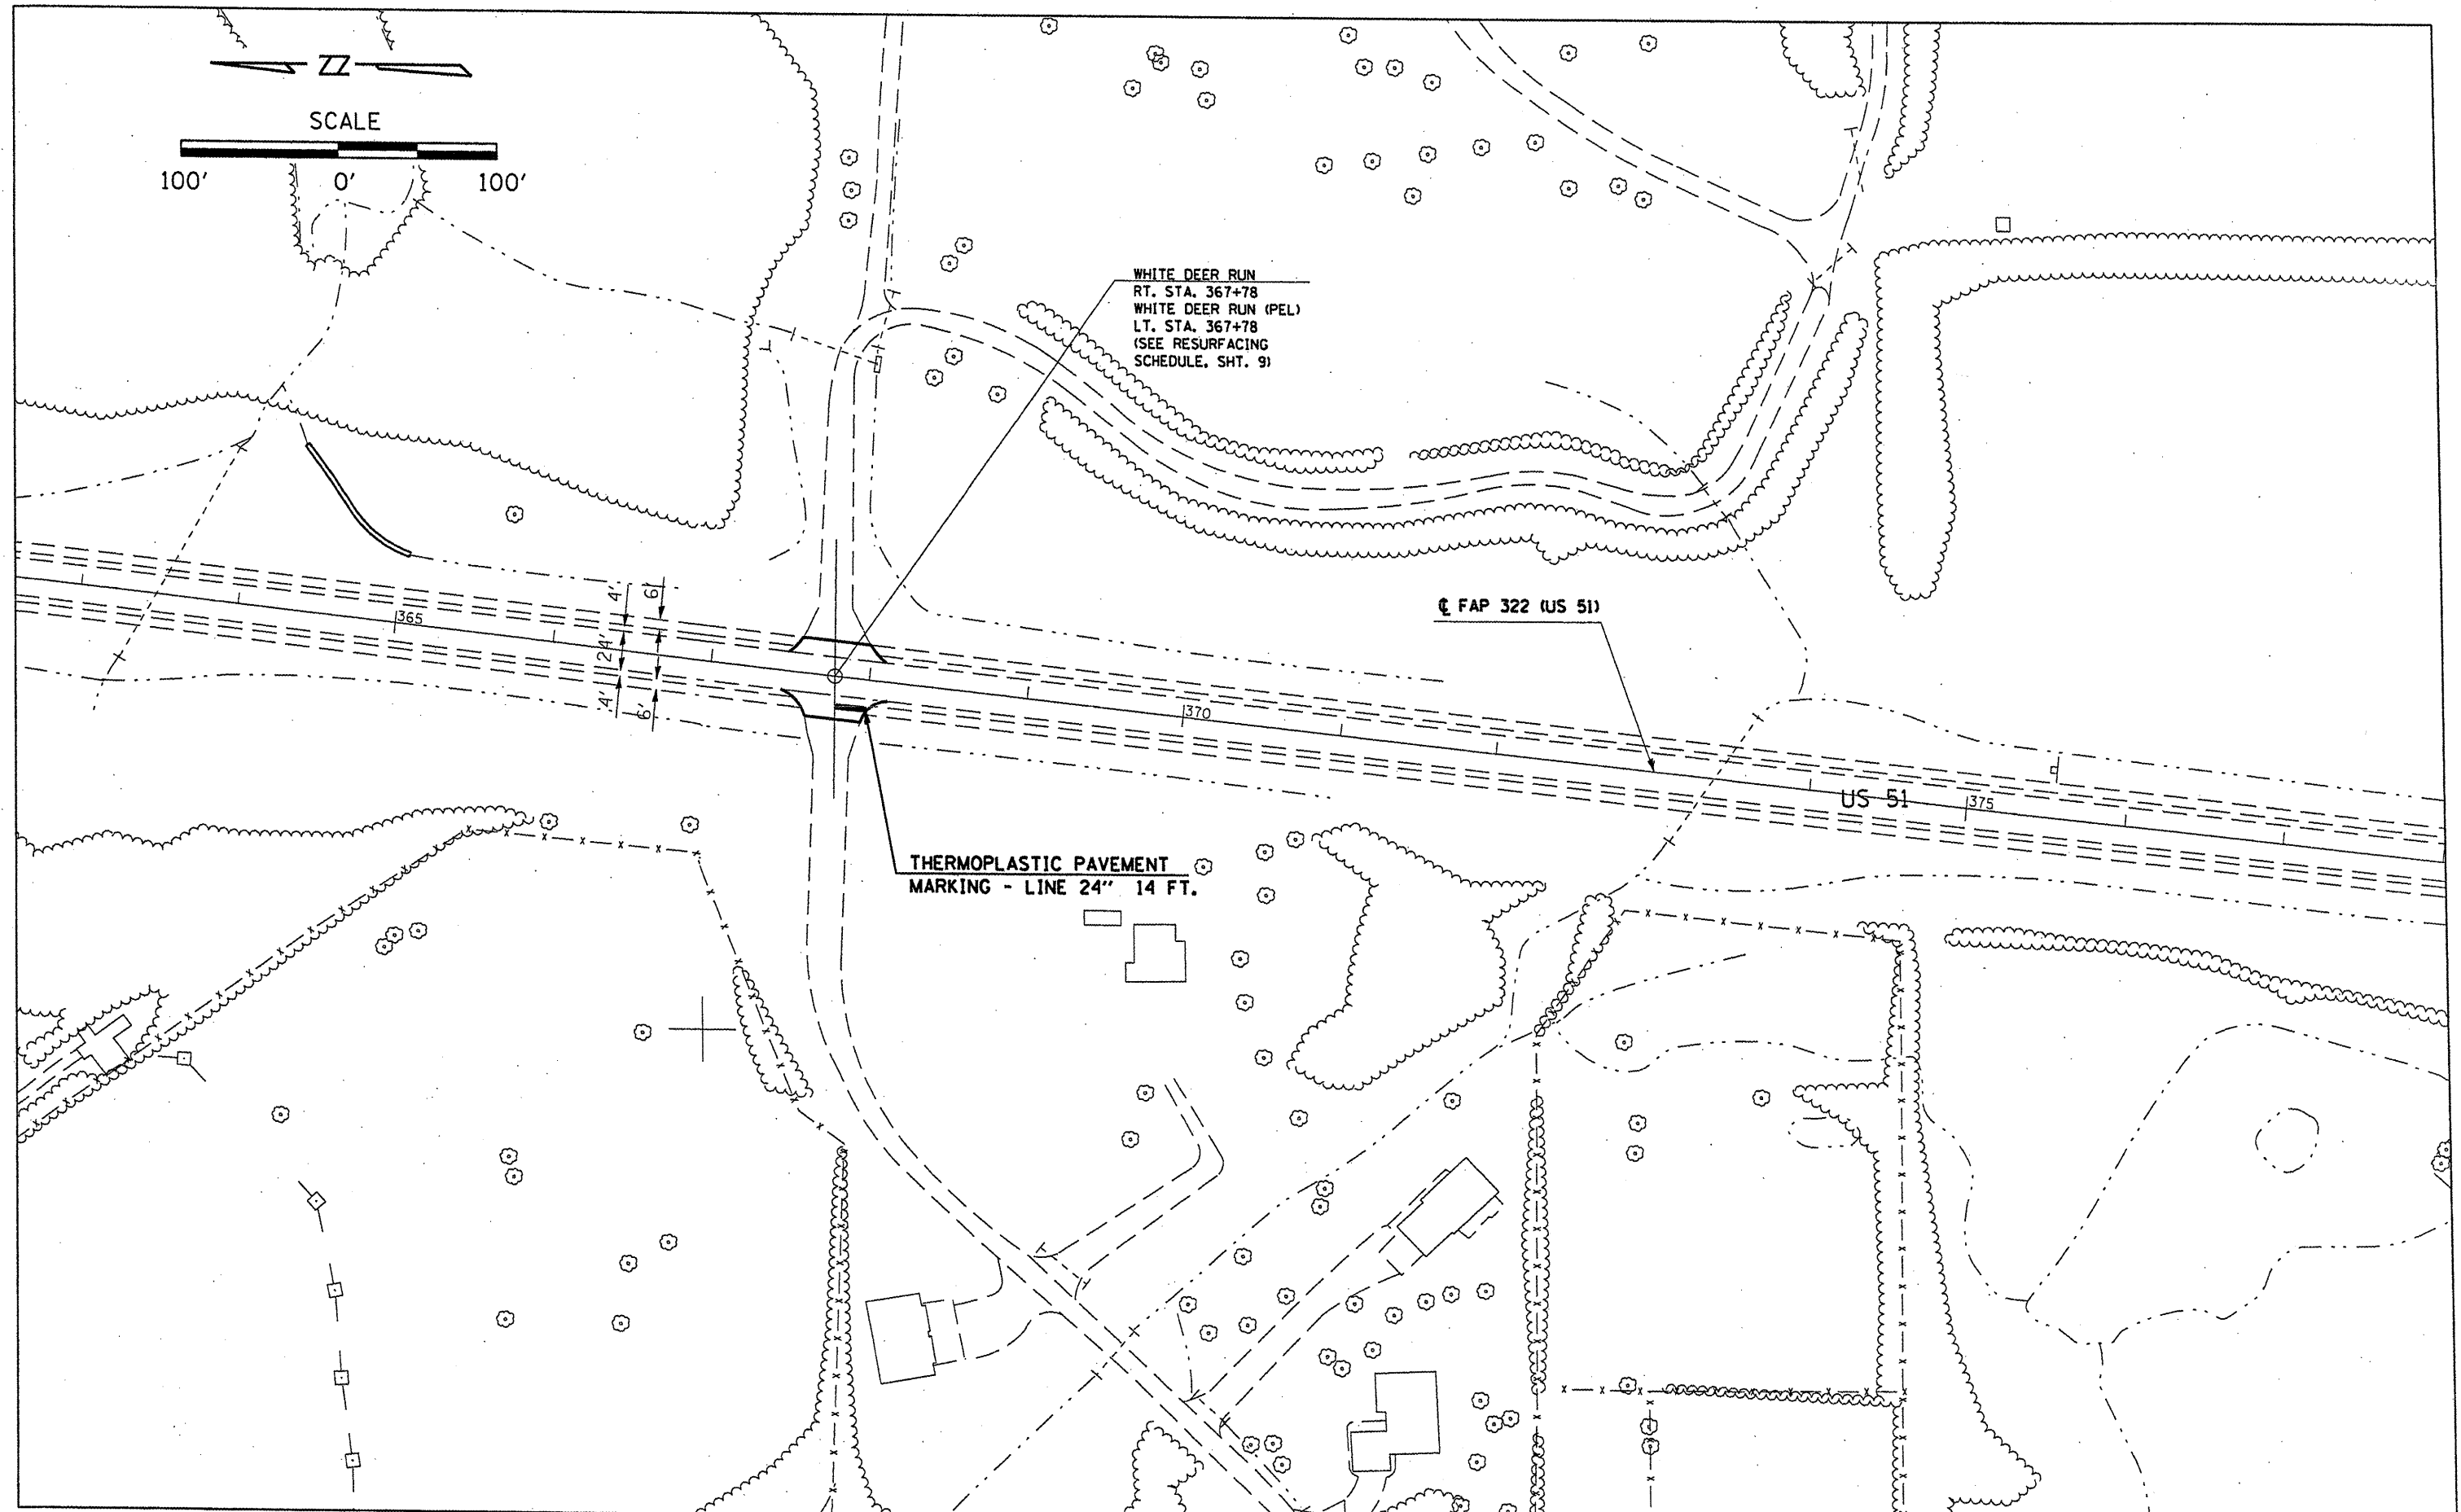 SCALE
100' 0' 100'
WHITE DEER RUN
RT. STA. 367+78
WHITE DEER RUN (PEL)
LT. STA. 367+78
(SEE RESURFACING
SCHEDULE, SHT. 9)
℄ FAP 322 (US 51)
4' 6'
365
24'
4' 6'
370
US 51
375
THERMOPLASTIC PAVEMENT
MARKING - LINE 24" 14 FT.